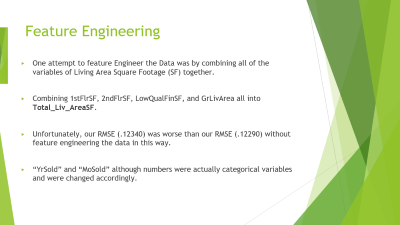 Feature Engineering
One attempt to feature Engineer the Data was by combining all of the
variables of Living Area Square Footage (SF) together.
Combining 1stFlrSF, 2ndFlrSF, LowQualFinSF, and GrLivArea all into
Total_Liv_AreaSF.
Unfortunately, our RMSE (.12340) was worse than our RMSE (.12290) without
feature engineering the data in this way.
“YrSold” and “MoSold” although numbers were actually categorical variables
and were changed accordingly.